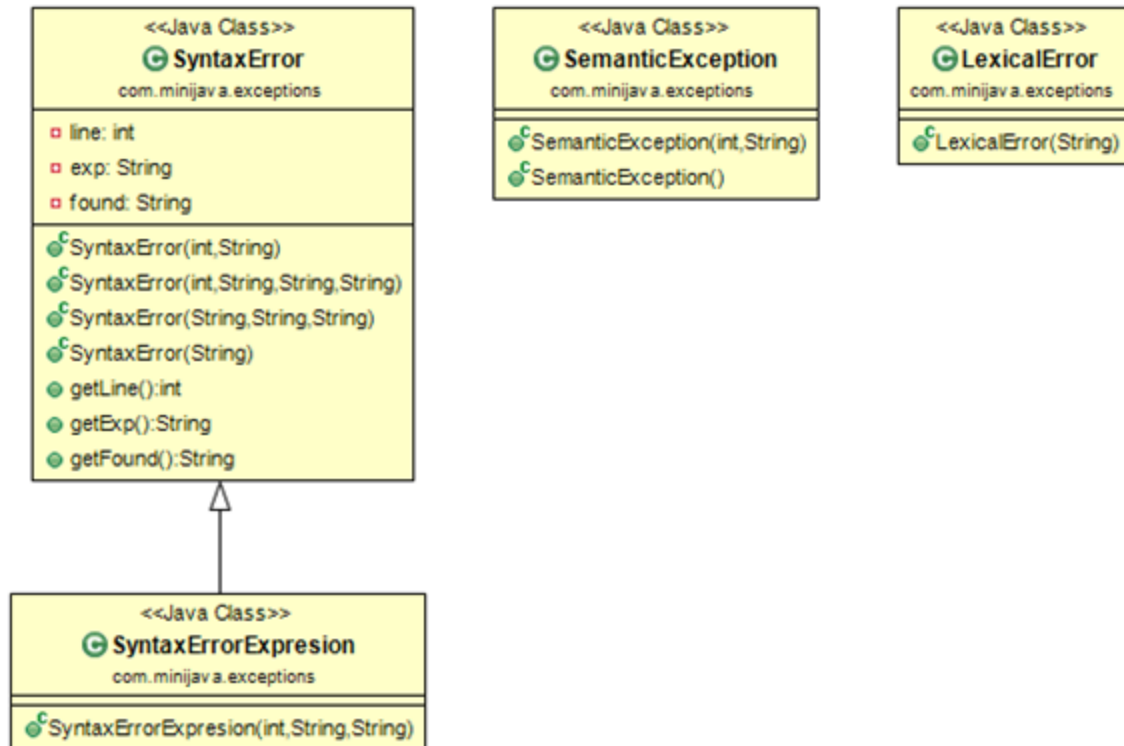 <<Java Class>>
SyntaxError
com.minijava.exceptions
line: int
exp: String
found: String
SyntaxError(int,String)
SyntaxError(int,String,String,String)
SyntaxError(String,String,String)
SyntaxError(String)
getLine():int
getExp():String
getFound():String
<<Java Class>>
SemanticException
com.minijava.exceptions
SemanticException(int,String)
SemanticException()
<<Java Class>>
LexicalError
com.minijava.exceptions
LexicalError(String)
<<Java Class>>
SyntaxErrorExpresion
com.minijava.exceptions
SyntaxErrorExpresion(int,String,String)